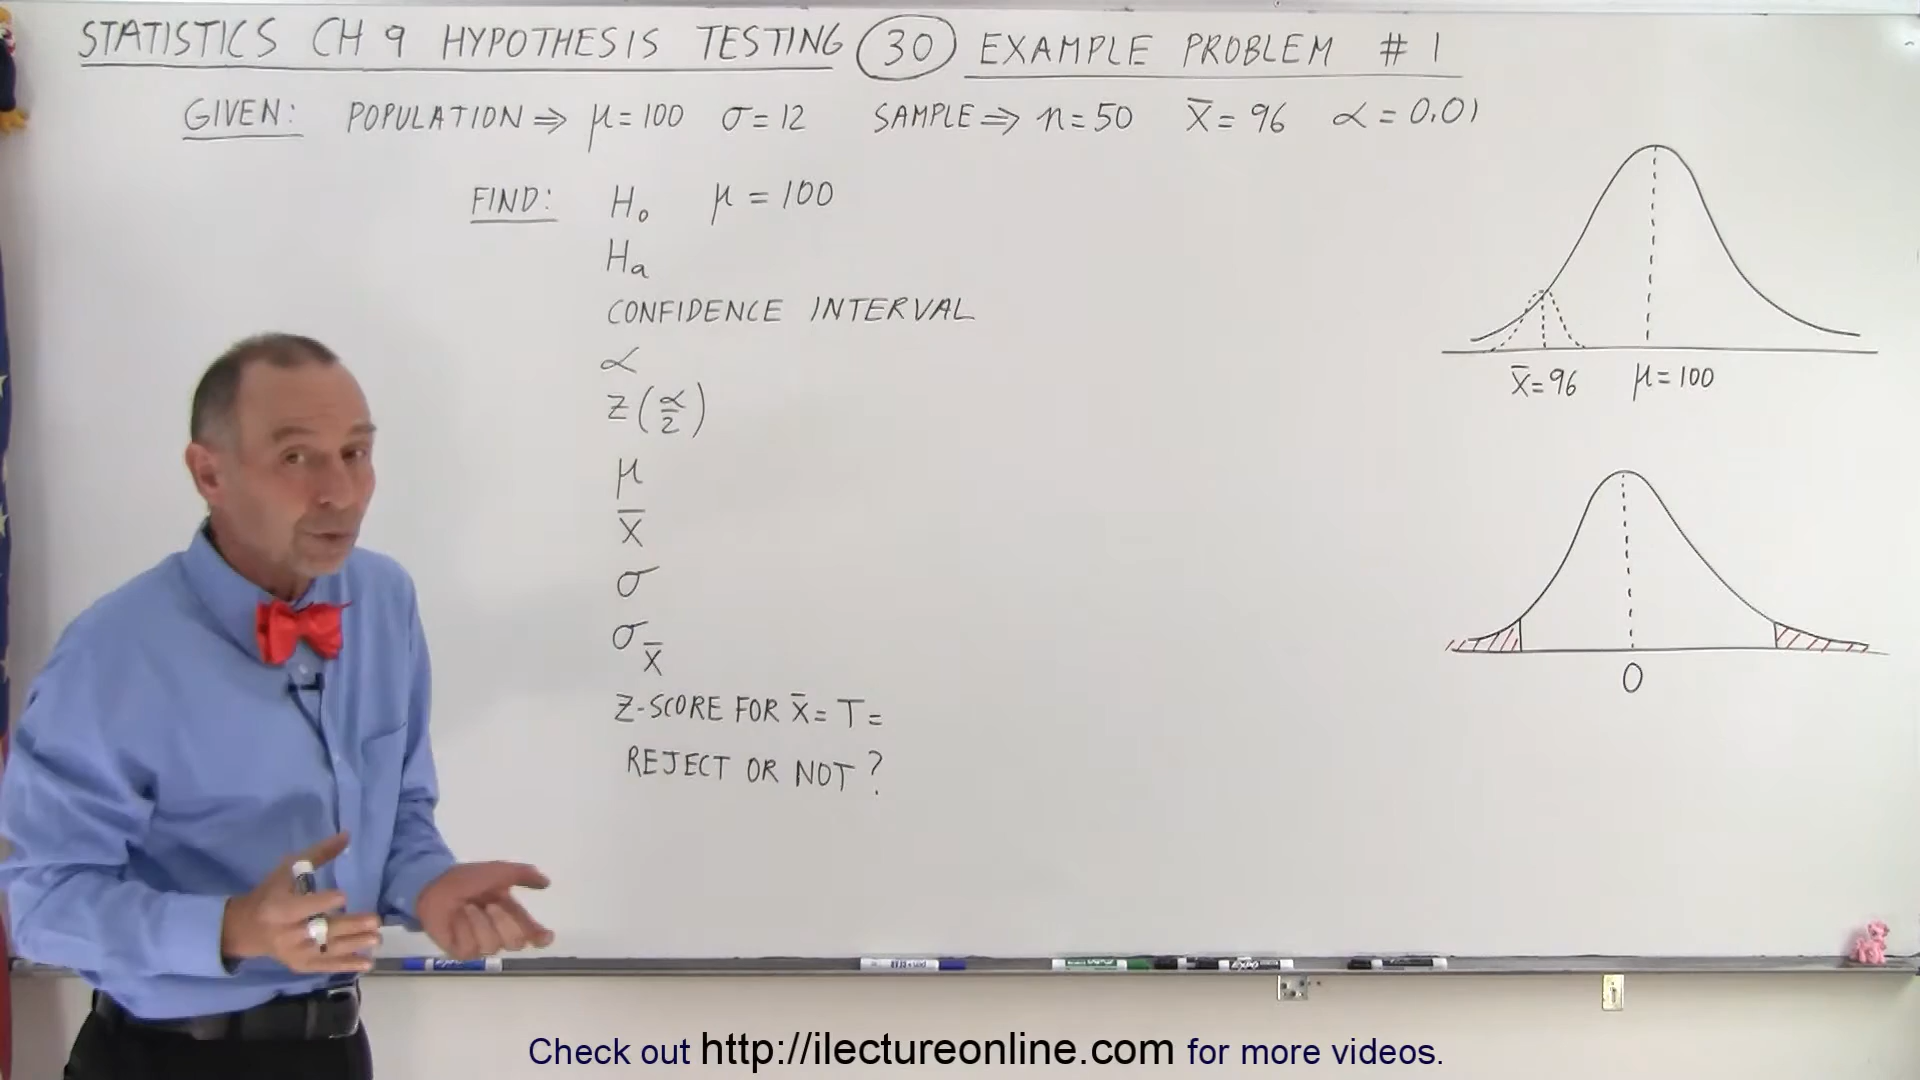 STATISTICS CH 9 HYPOTHESIS TESTING 30 EXAMPLE PROBLEM # 1
GIVEN: POPULATION ⇒ μ = 100 σ = 12 SAMPLE ⇒ n = 50 x̄ = 96 α = 0.01
FIND: H₀ μ = 100
Hₐ
CONFIDENCE INTERVAL
α
Z(α/2)
μ
x̄
σ
σx̄
Z-SCORE FOR x̄ = T =
REJECT OR NOT ?
x̄ = 96 μ = 100
0
Check out http://ilectureonline.com for more videos.